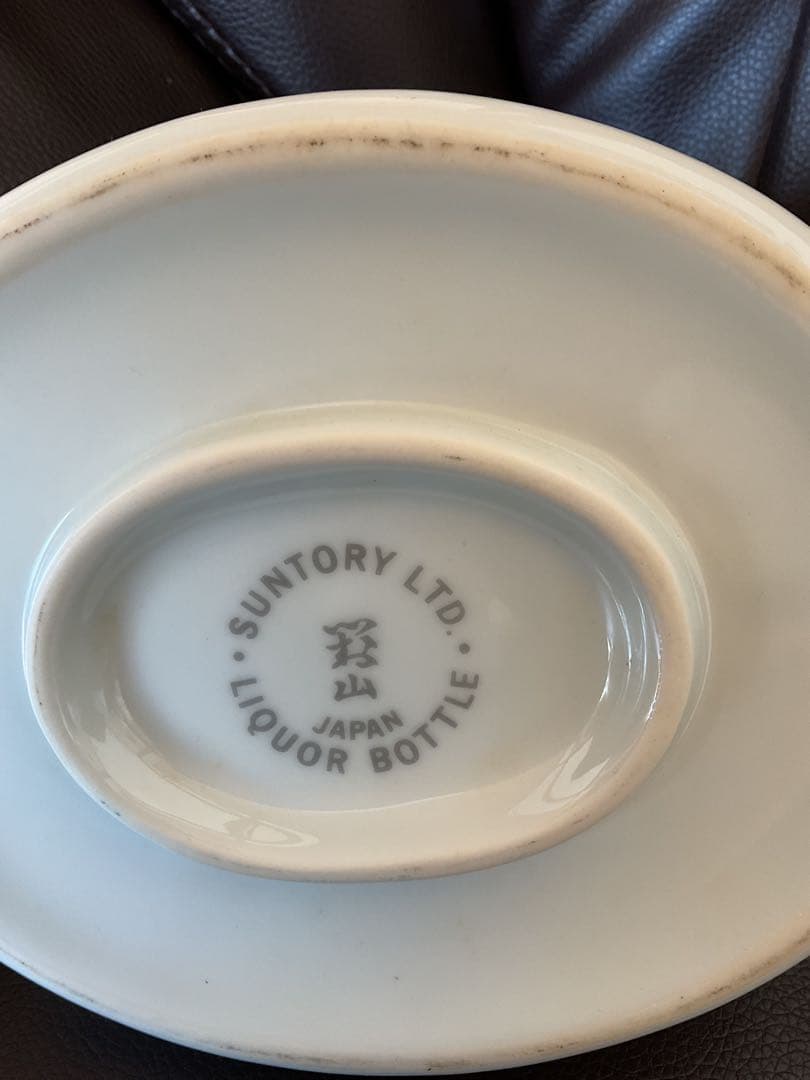 · SUNTORY LTD. ·
JAPAN
LIQUOR BOTTLE